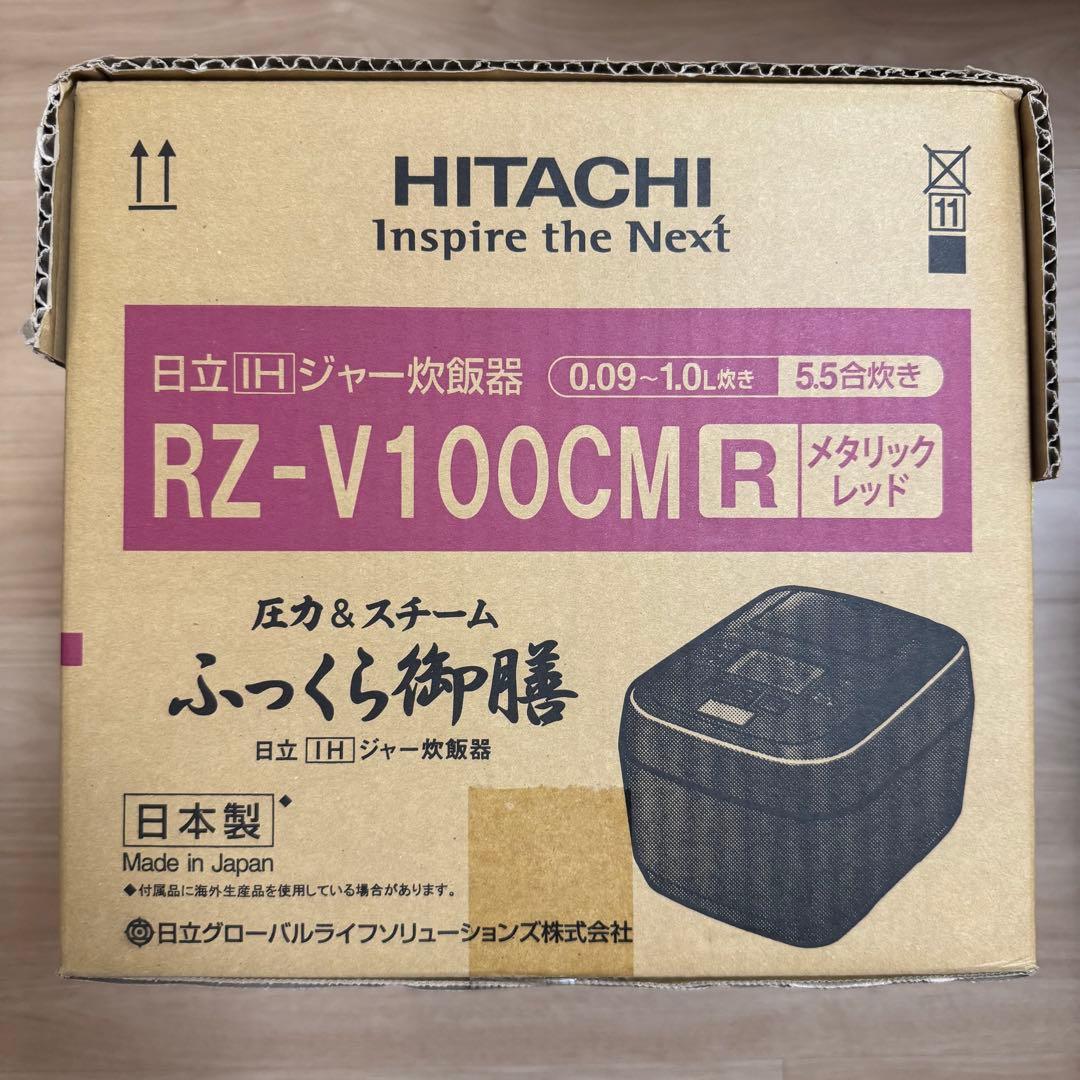 HITACHI
Inspire the Next
11
日立 IH ジャー炊飯器 0.09～1.0L炊き 5.5合炊き
RZ-V100CM R メタリック
レッド
圧力&スチーム
ふっくら御膳
日立 IH ジャー炊飯器
日本製◆
Made in Japan
◆付属品に海外生産品を使用している場合があります。
日立グローバルライフソリューションズ株式会社